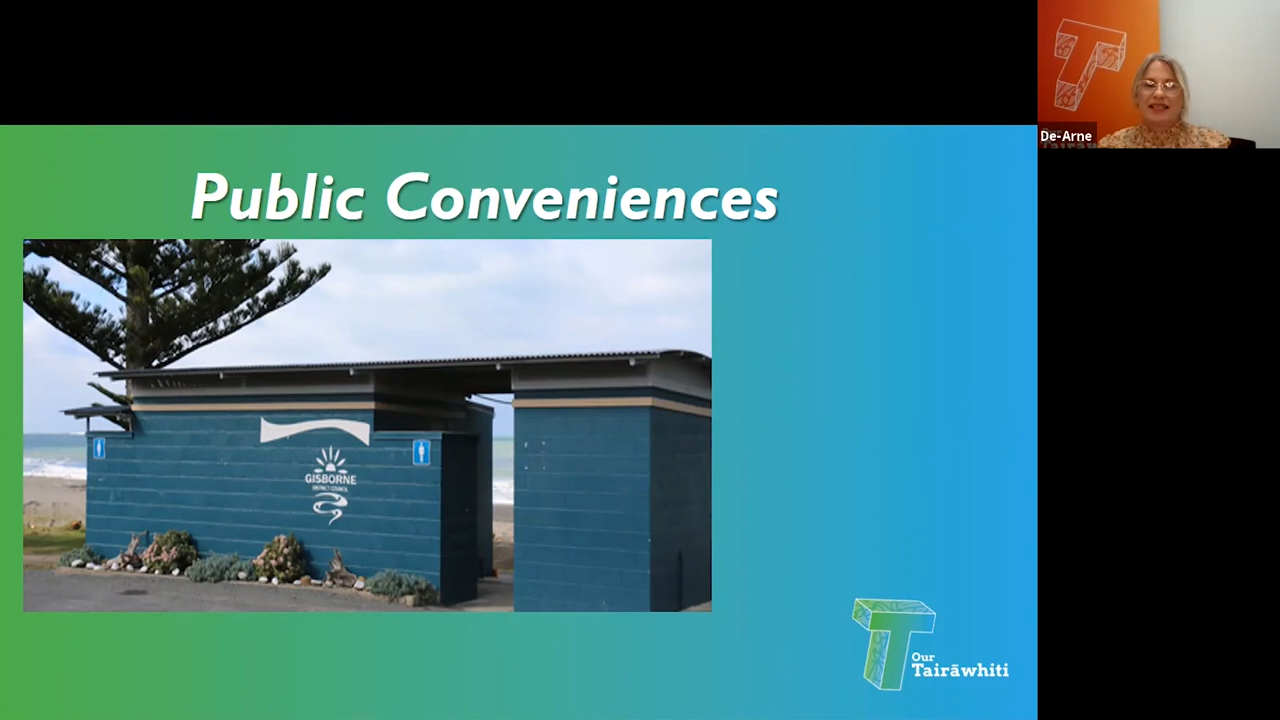 Public Conveniences
De-Arne
GISBORNE
DISTRICT COUNCIL
Our
Tairāwhiti